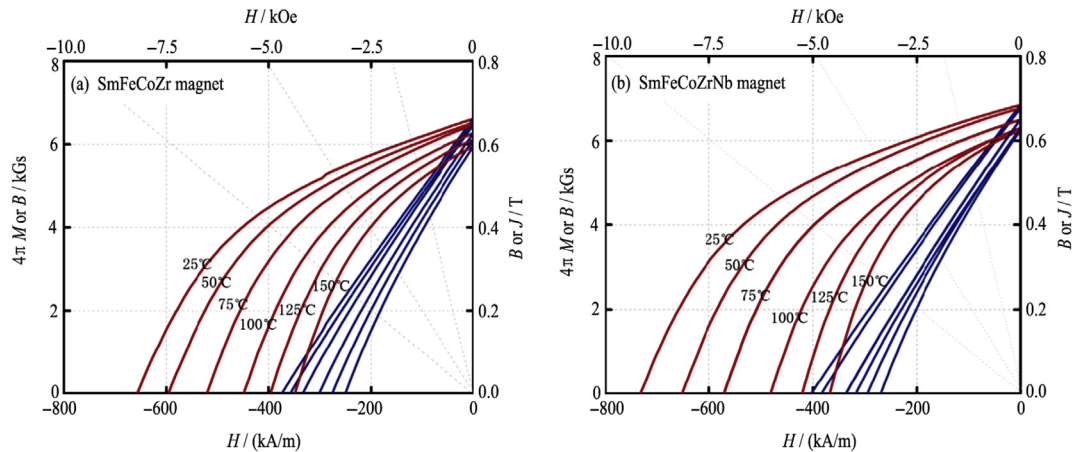 H / kOe
−10.0 −7.5 −5.0 −2.5 0
(a) SmFeCoZr magnet
4π M or B / kGs
8
6
4
2
0
0.8
0.6
0.4
0.2
0.0
B or J / T
25℃
50℃
75℃
100℃
125℃
150℃
−800 −600 −400 −200 0
H / (kA/m)
H / kOe
−10.0 −7.5 −5.0 −2.5 0
(b) SmFeCoZrNb magnet
4π M or B / kGs
8
6
4
2
0
0.8
0.6
0.4
0.2
0.0
B or J / T
25℃
50℃
75℃
100℃
125℃
150℃
−800 −600 −400 −200 0
H / (kA/m)